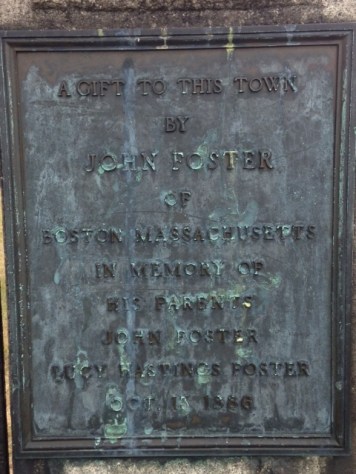 A GIFT TO THIS TOWN
BY
JOHN FOSTER
OF
BOSTON MASSACHUSETTS
IN MEMORY OF
HIS PARENTS
JOHN FOSTER
LUCY HASTINGS FOSTER
OCT. 1886